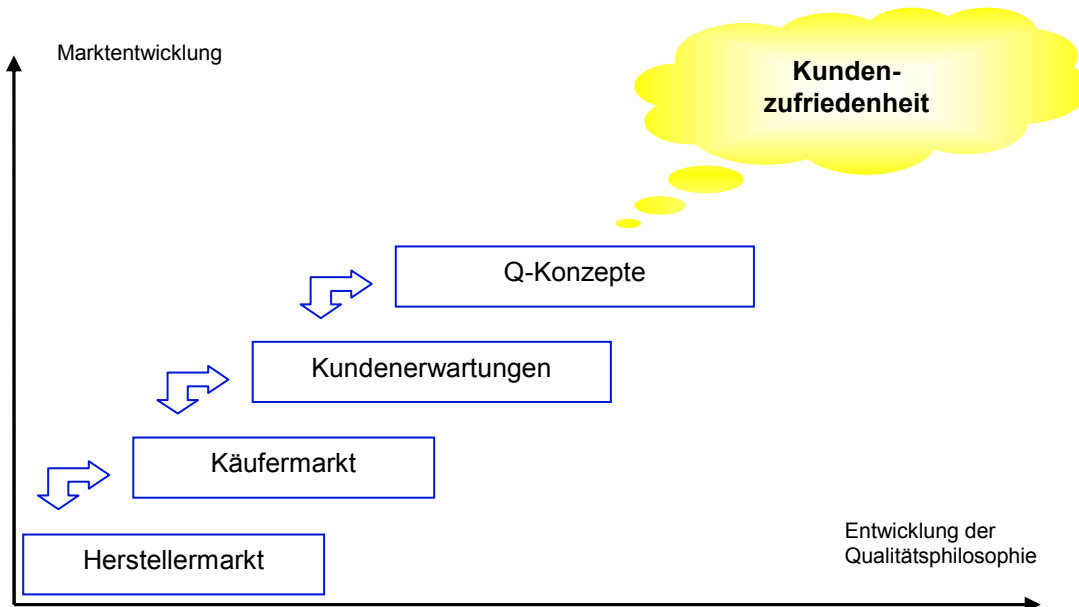 Marktentwicklung
Kunden-
zufriedenheit
Q-Konzepte
Kundenerwartungen
Käufermarkt
Herstellermarkt
Entwicklung der
Qualitätsphilosophie